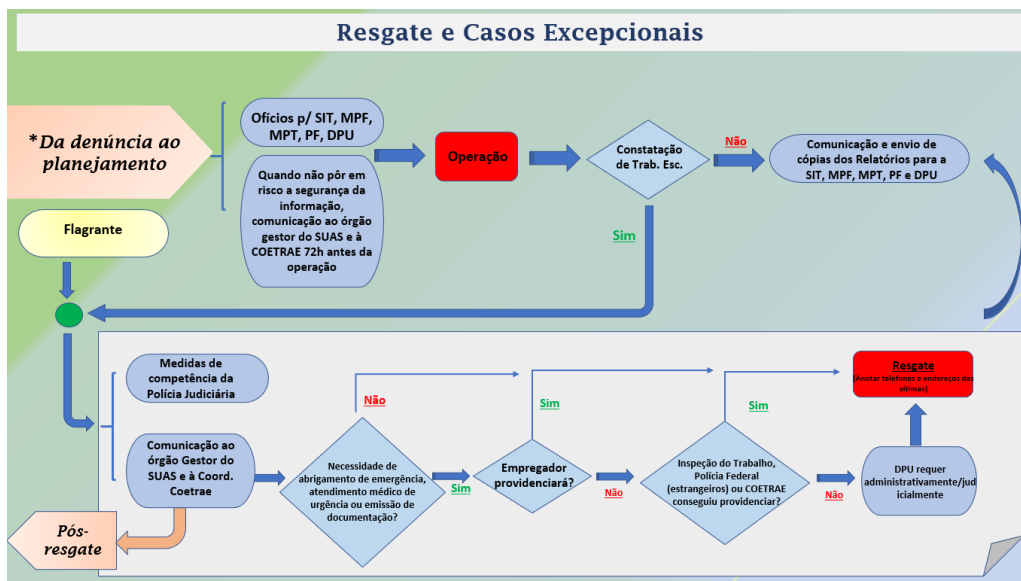 Resgate e Casos Excepcionais
*Da denúncia ao
planejamento
Ofícios p/ SIT, MPF,
MPT, PF, DPU
Quando não pôr em
risco a segurança da
informação,
comunicação ao órgão
gestor do SUAS e à
COETRAE 72h antes da
operação
Operação
Constatação
de Trab. Esc.
Não
Comunicação e envio de
cópias dos Relatórios para a
SIT, MPF, MPT, PF e DPU
Sim
Flagrante
Medidas de
competência da
Polícia Judiciária
Comunicação ao
órgão Gestor do
SUAS e à Coord.
Coetrae
Pós-
resgate
Não
Necessidade de
abrigamento de emergência,
atendimento médico de
urgência ou emissão de
documentação?
Sim
Sim
Empregador
providenciará?
Não
Sim
Inspeção do Trabalho,
Polícia Federal
(estrangeiros) ou COETRAE
conseguiu providenciar?
Não
DPU requer
administrativamente/jud
icialmente
Resgate
(Anotar telefones e endereços das
vítimas)